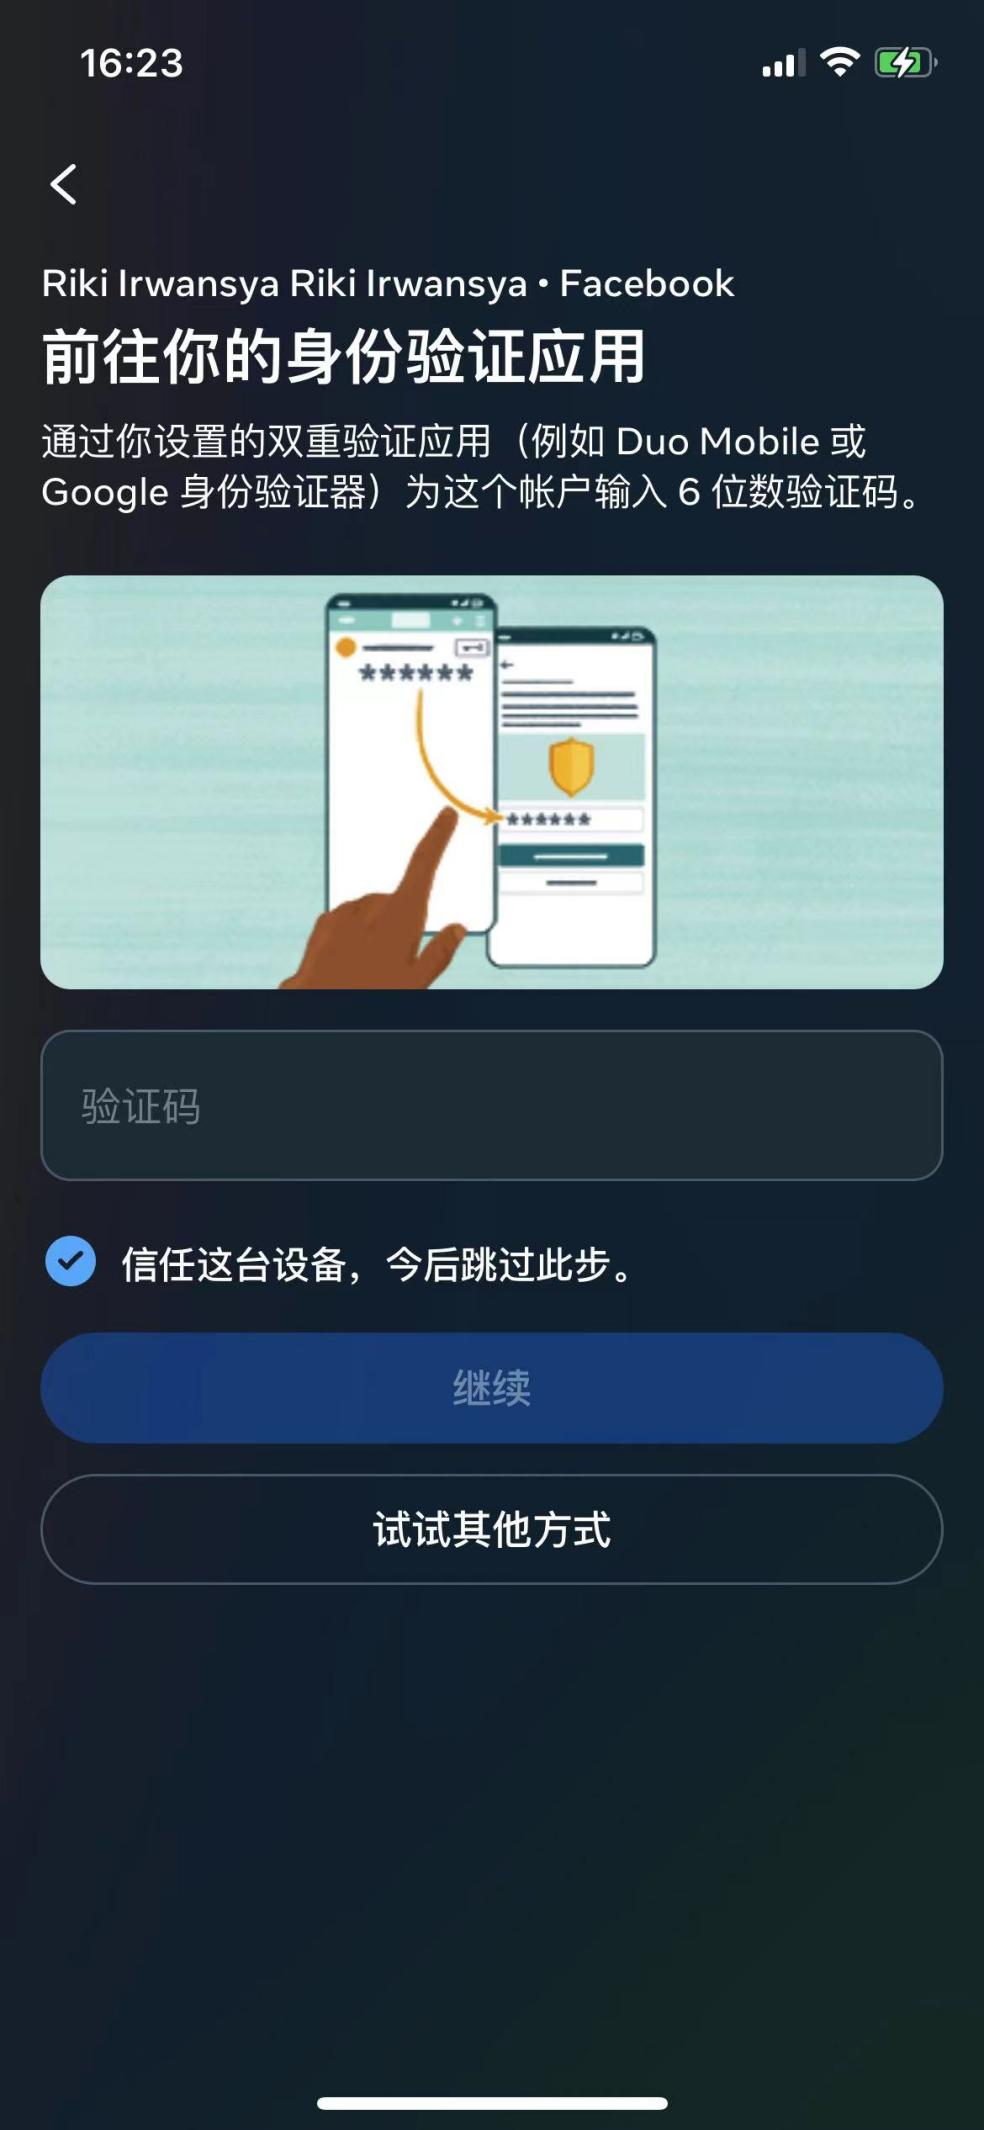 16:23
Riki Irwansya Riki Irwansya • Facebook
前往你的身份验证应用
通过你设置的双重验证应用（例如 Duo Mobile 或
Google 身份验证器）为这个帐户输入 6 位数验证码。
******
******
验证码
信任这台设备，今后跳过此步。
继续
试试其他方式